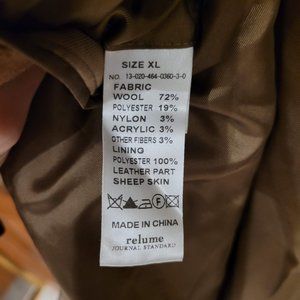 SIZE XL
NO. 13-020-464-0360-3-0
FABRIC
WOOL 72%
POLYESTER 19%
NYLON 3%
ACRYLIC 3%
OTHER FIBERS 3%
LINING
POLYESTER 100%
LEATHER PART
SHEEP SKIN
MADE IN CHINA
relume
JOURNAL STANDARD